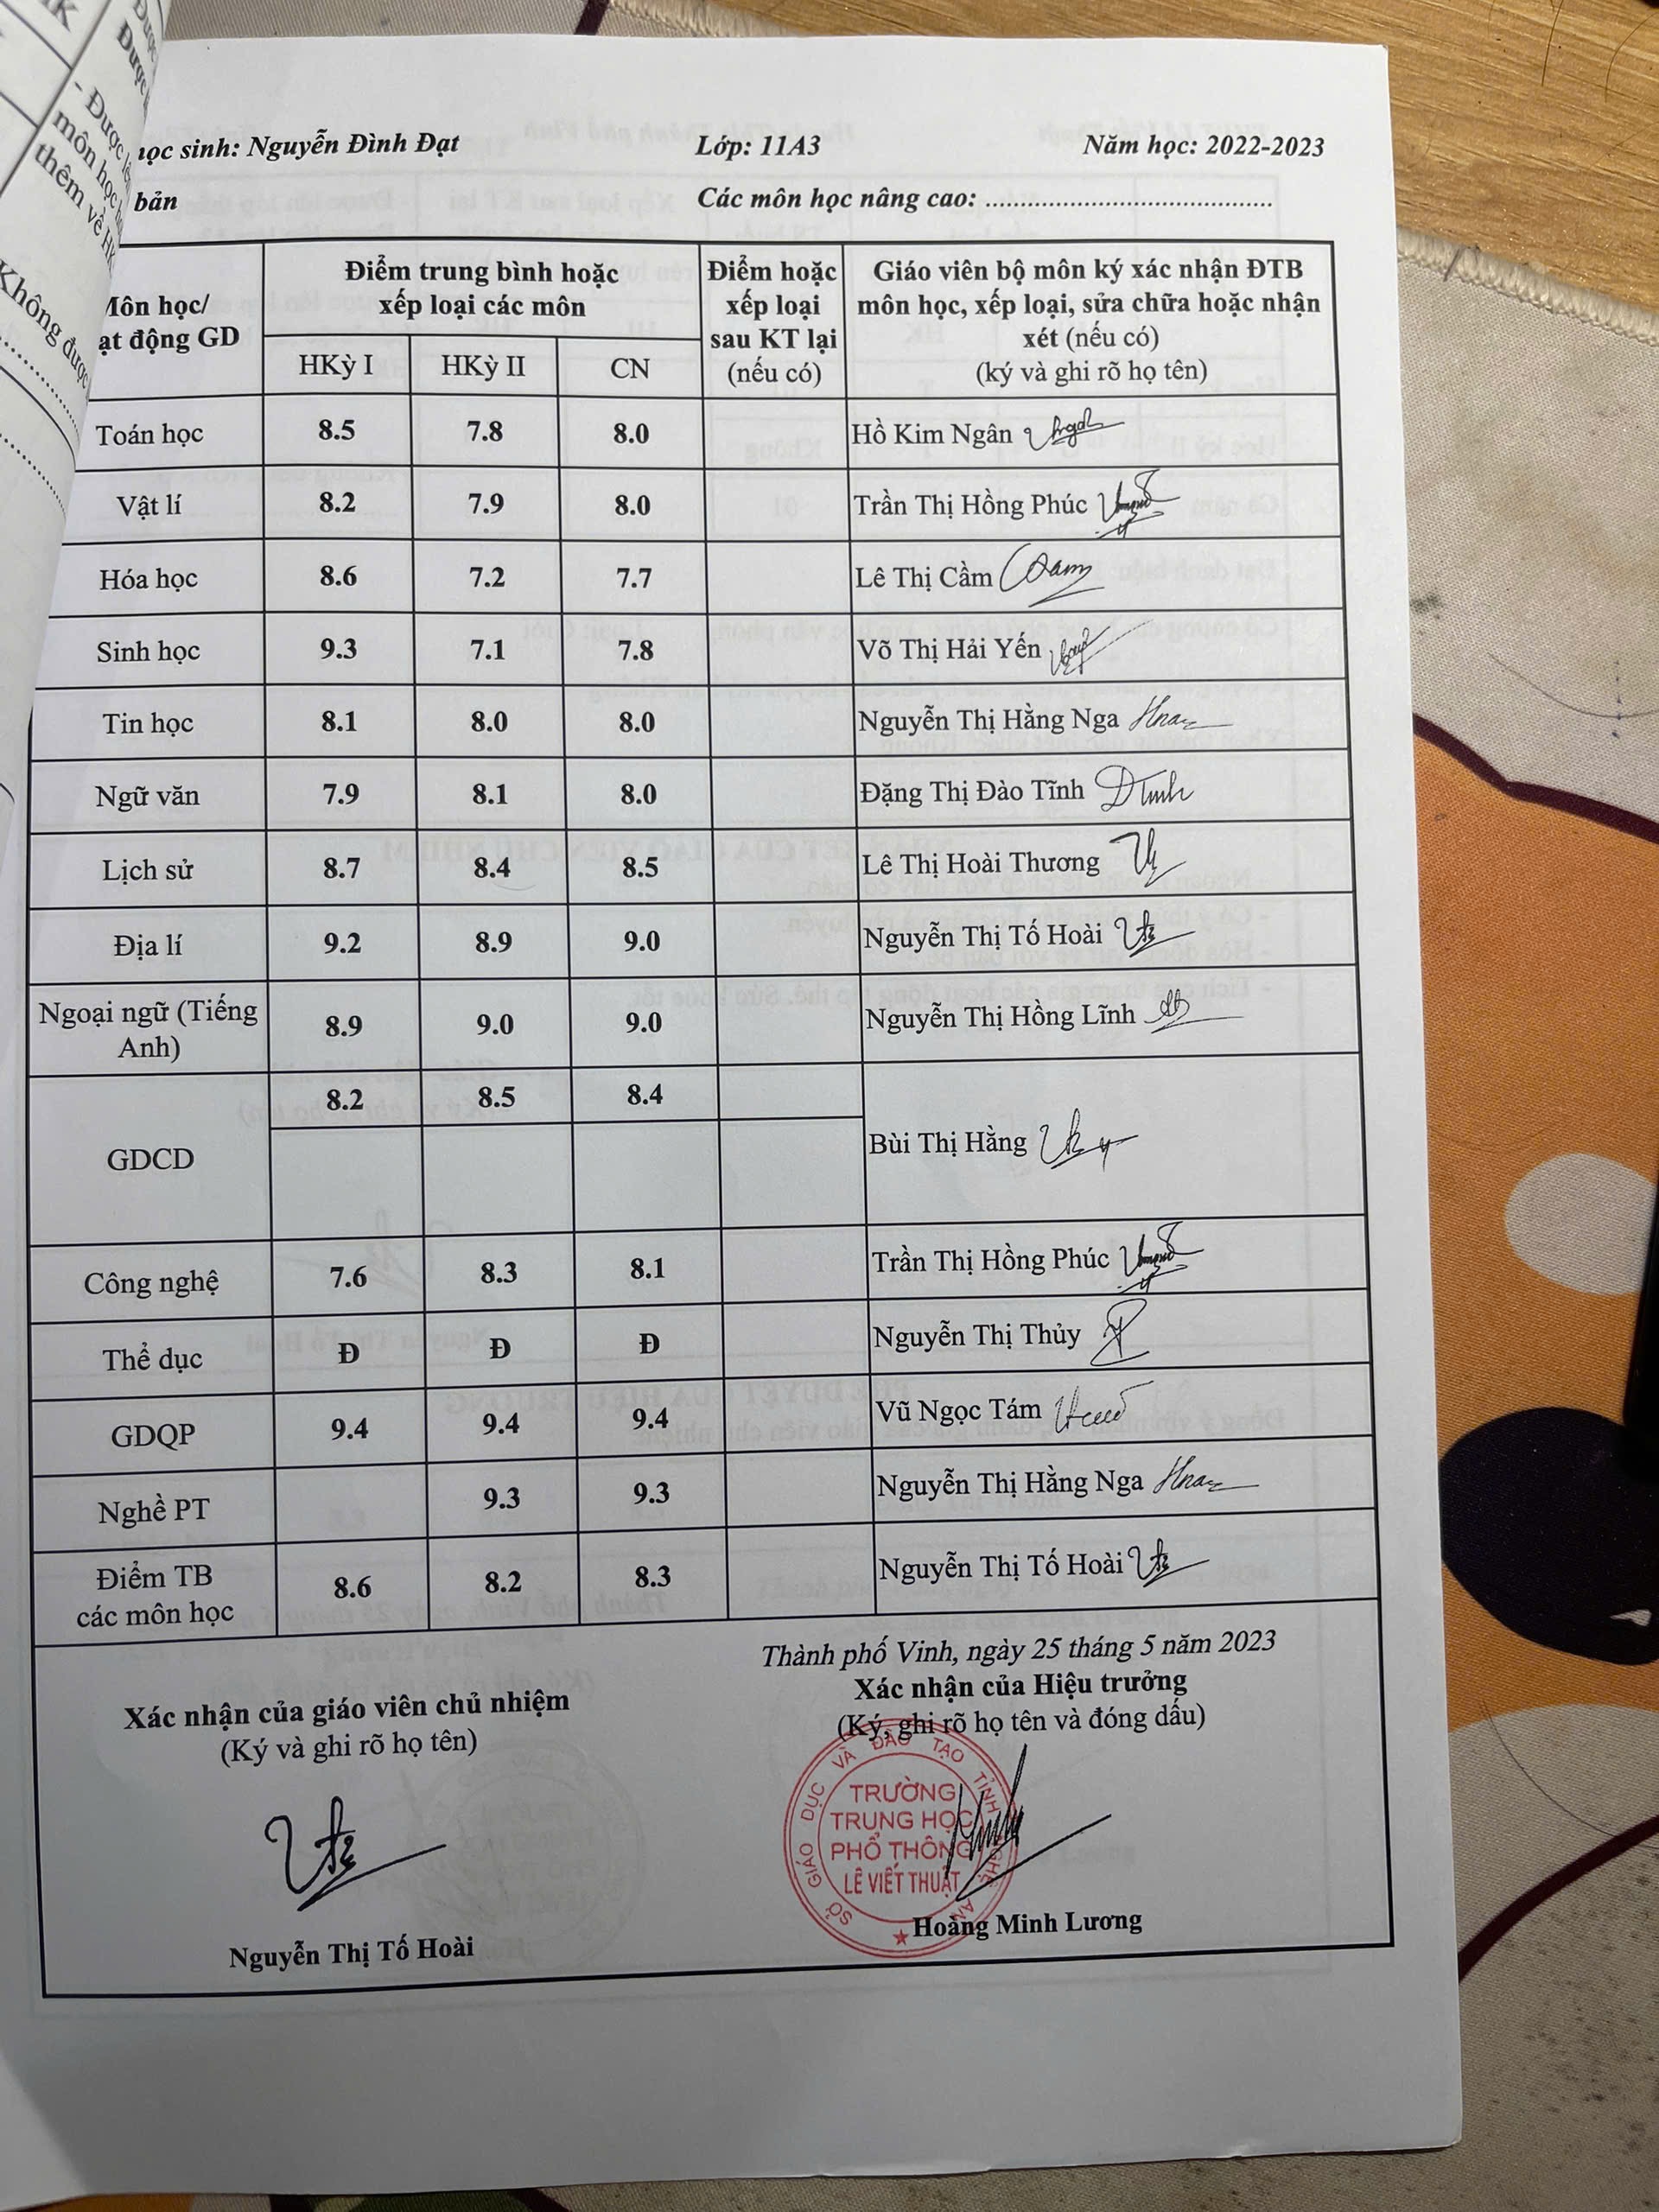 K
Được
Được l
- Được lê
môn học h
thêm về HK
Không được
học sinh: Nguyễn Đình Đạt Lớp: 11A3 Năm học: 2022-2023
bản Các môn học nâng cao: ..........................................
Môn học/
ạt động GD
Điểm trung bình hoặc
xếp loại các môn
HKỳ I HKỳ II CN
Điểm hoặc
xếp loại
sau KT lại
(nếu có)
Giáo viên bộ môn ký xác nhận ĐTB
môn học, xếp loại, sửa chữa hoặc nhận
xét (nếu có)
(ký và ghi rõ họ tên)
Toán học 8.5 7.8 8.0 Hồ Kim Ngân
Vật lí 8.2 7.9 8.0 Trần Thị Hồng Phúc
Hóa học 8.6 7.2 7.7 Lê Thị Cầm
Sinh học 9.3 7.1 7.8 Võ Thị Hải Yến
Tin học 8.1 8.0 8.0 Nguyễn Thị Hằng Nga
Ngữ văn 7.9 8.1 8.0 Đặng Thị Đào Tĩnh
Lịch sử 8.7 8.4 8.5 Lê Thị Hoài Thương
Địa lí 9.2 8.9 9.0 Nguyễn Thị Tố Hoài
Ngoại ngữ (Tiếng
Anh) 8.9 9.0 9.0 Nguyễn Thị Hồng Lĩnh
GDCD 8.2 8.5 8.4 Bùi Thị Hằng
Công nghệ 7.6 8.3 8.1 Trần Thị Hồng Phúc
Thể dục Đ Đ Đ Nguyễn Thị Thủy
GDQP 9.4 9.4 9.4 Vũ Ngọc Tám
Nghề PT 9.3 9.3 Nguyễn Thị Hằng Nga
Điểm TB
các môn học 8.6 8.2 8.3 Nguyễn Thị Tố Hoài
Thành phố Vinh, ngày 25 tháng 5 năm 2023
Xác nhận của giáo viên chủ nhiệm
(Ký và ghi rõ họ tên)
Xác nhận của Hiệu trưởng
(Ký, ghi rõ họ tên và đóng dấu)
SỞ GIÁO DỤC VÀ ĐÀO TẠO TỈNH NGHỆ AN
TRƯỜNG
TRUNG HỌC
PHỔ THÔNG
LÊ VIẾT THUẬT
Nguyễn Thị Tố Hoài
Hoàng Minh Lương